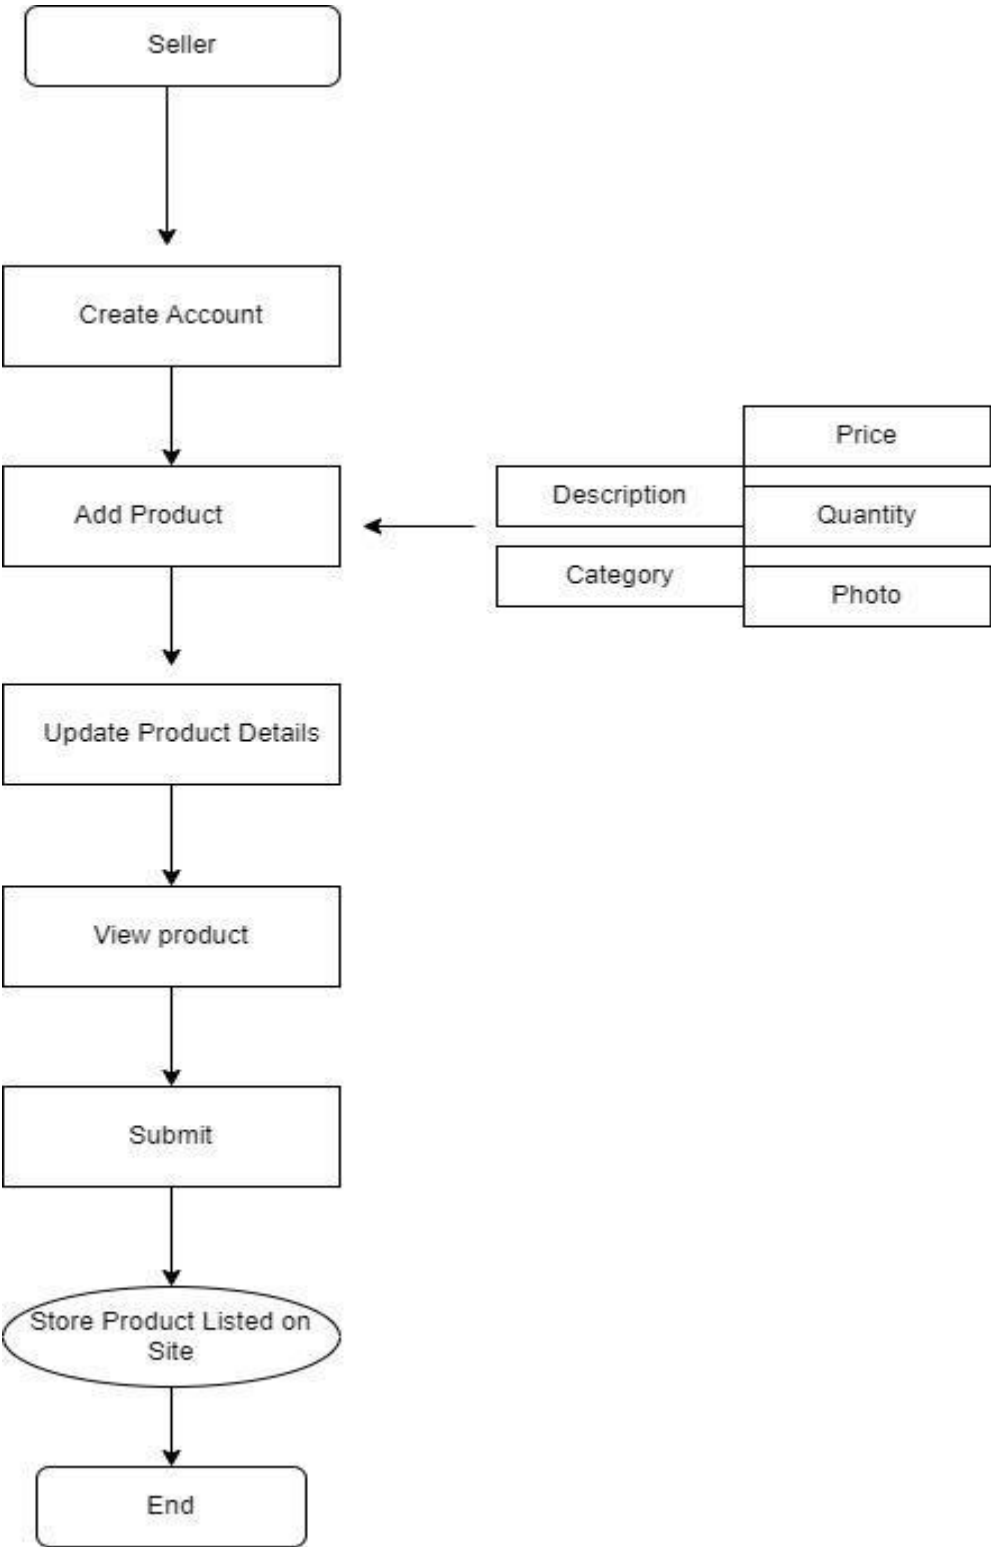 Seller
Create Account
Add Product
Price
Description
Quantity
Category
Photo
Update Product Details
View product
Submit
Store Product Listed on
Site
End